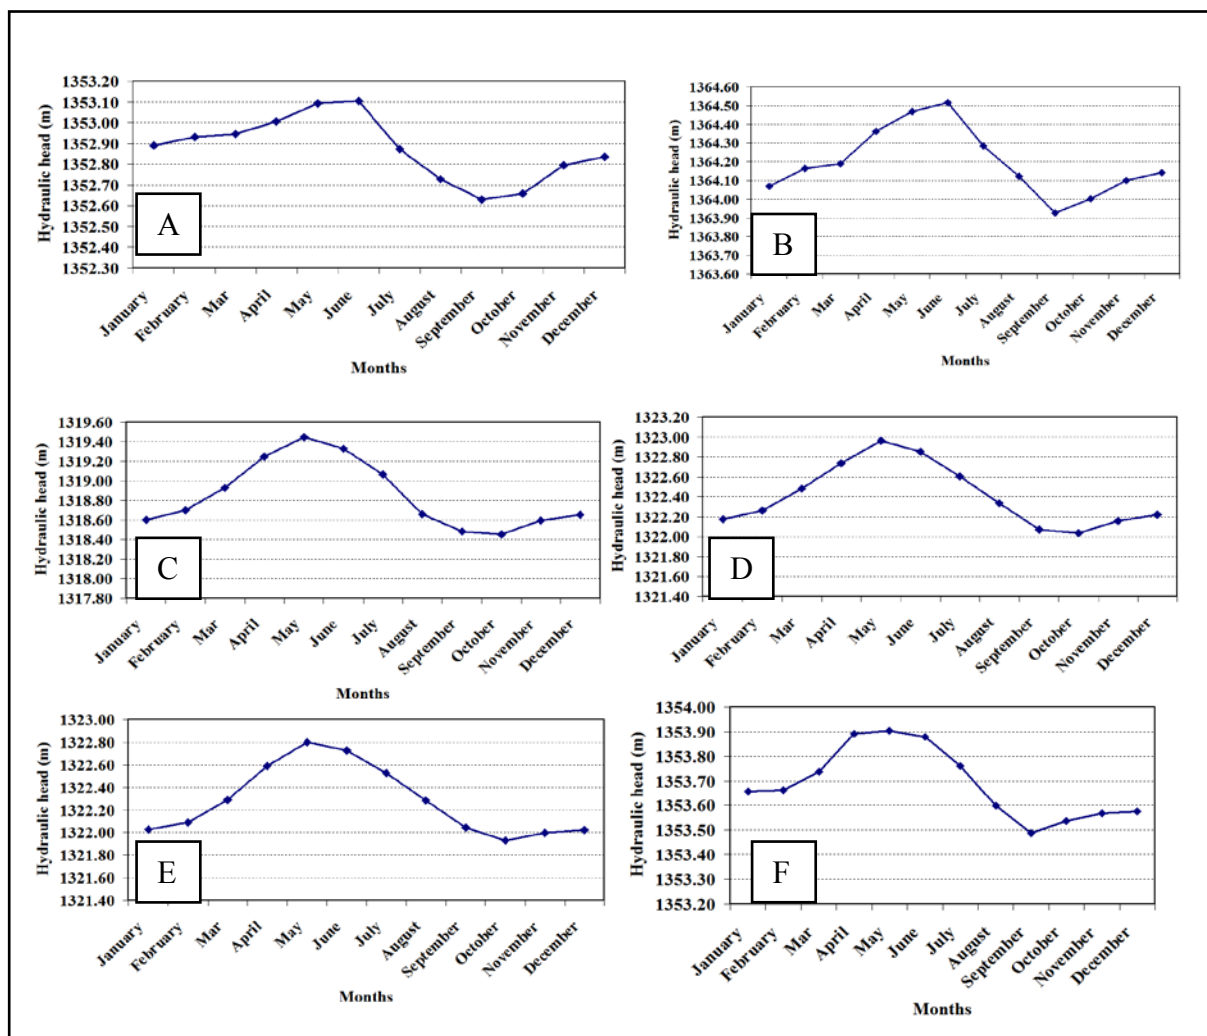 Hydraulic head (m)
1353.20
1353.10
1353.00
1352.90
1352.80
1352.70
1352.60
1352.50
1352.40
1352.30
A
January
February
Mar
April
May
June
July
August
September
October
November
December
Months
Hydraulic head (m)
1364.60
1364.50
1364.40
1364.30
1364.20
1364.10
1364.00
1363.90
1363.80
1363.70
1363.60
B
January
February
Mar
April
May
June
July
August
September
October
November
December
Months
Hydraulic head (m)
1319.60
1319.40
1319.20
1319.00
1318.80
1318.60
1318.40
1318.20
1318.00
1317.80
C
January
February
Mar
April
May
June
July
August
September
October
November
December
Months
Hydraulic head (m)
1323.20
1323.00
1322.80
1322.60
1322.40
1322.20
1322.00
1321.80
1321.60
1321.40
D
January
February
Mar
April
May
June
July
August
September
October
November
December
Hydraulic head (m)
1323.00
1322.80
1322.60
1322.40
1322.20
1322.00
1321.80
1321.60
1321.40
E
January
February
Mar
April
May
June
July
August
September
October
November
December
Months
Hydraulic head (m)
1354.00
1353.90
1353.80
1353.70
1353.60
1353.50
1353.40
1353.30
1353.20
F
January
February
Mar
April
May
June
July
August
September
October
November
December
Months